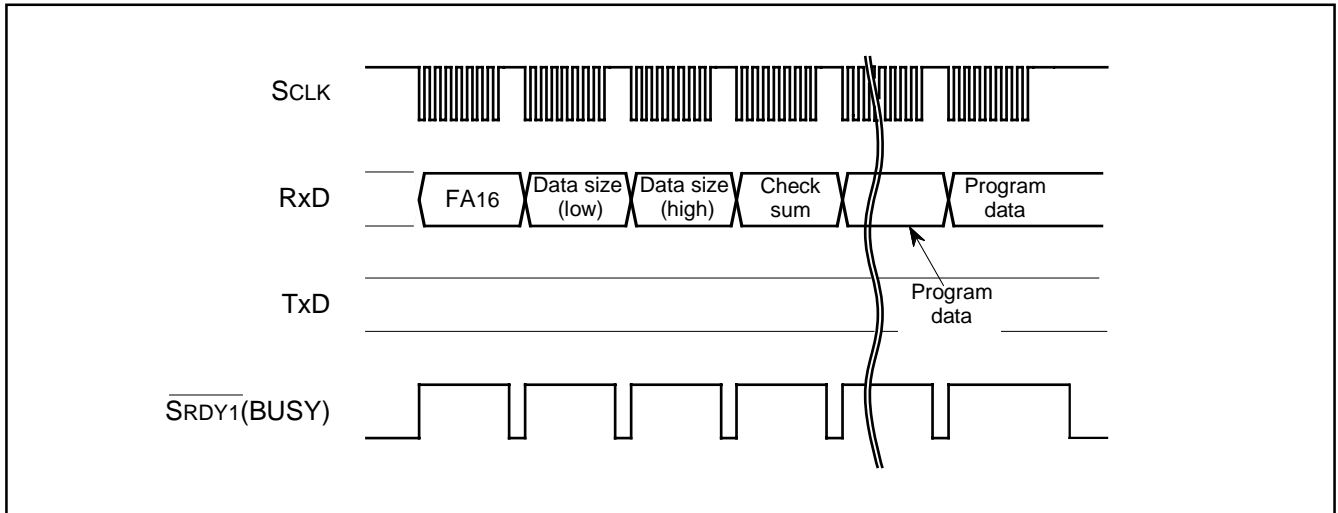 SCLK
RxD
FA16
Data size
(low)
Data size
(high)
Check
sum
Program
data
Program
data
TxD
SRDY1(BUSY)